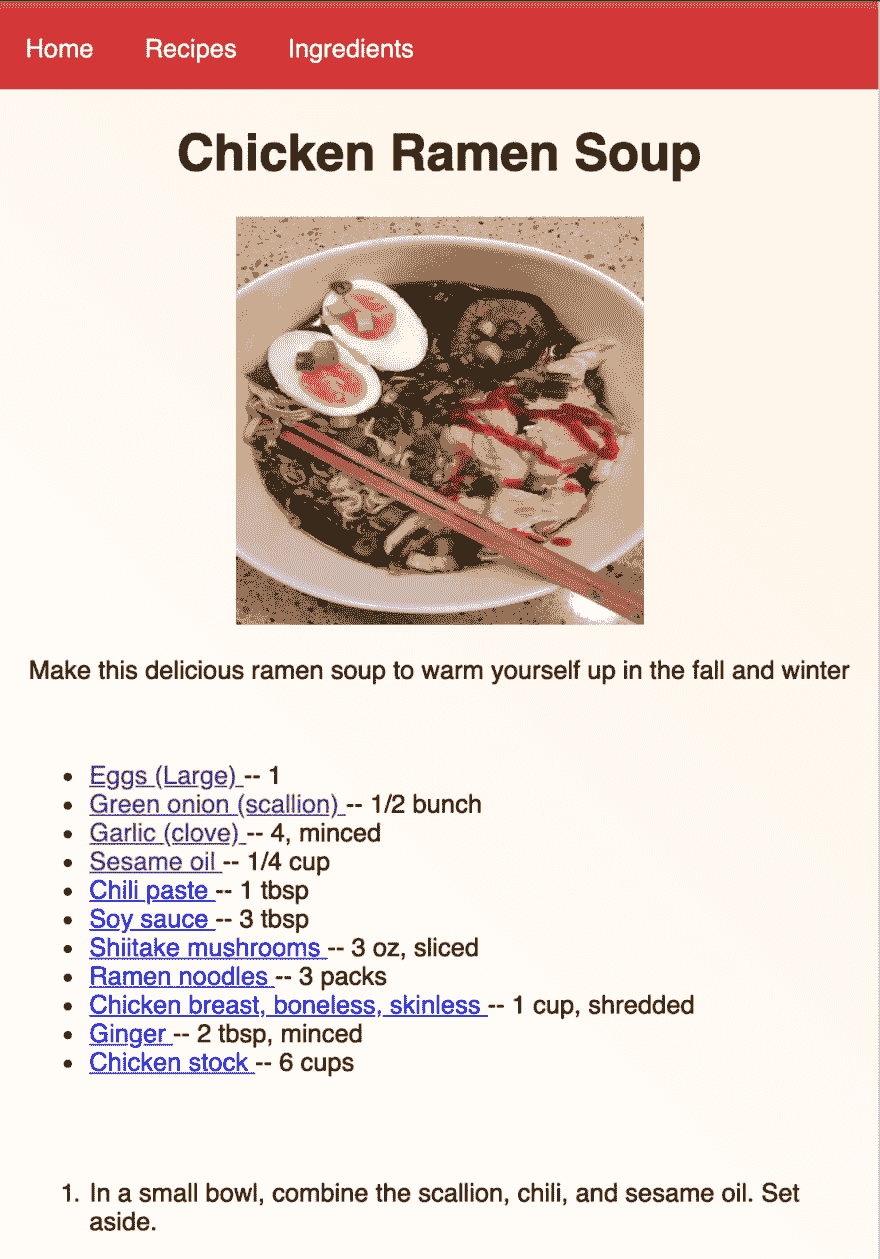 Home Recipes Ingredients
Chicken Ramen Soup
Make this delicious ramen soup to warm yourself up in the fall and winter
Eggs (Large) -- 1
Green onion (scallion) -- 1/2 bunch
Garlic (clove) -- 4, minced
Sesame oil -- 1/4 cup
Chili paste -- 1 tbsp
Soy sauce -- 3 tbsp
Shiitake mushrooms -- 3 oz, sliced
Ramen noodles -- 3 packs
Chicken breast, boneless, skinless -- 1 cup, shredded
Ginger -- 2 tbsp, minced
Chicken stock -- 6 cups
1. In a small bowl, combine the scallion, chili, and sesame oil. Set
aside.